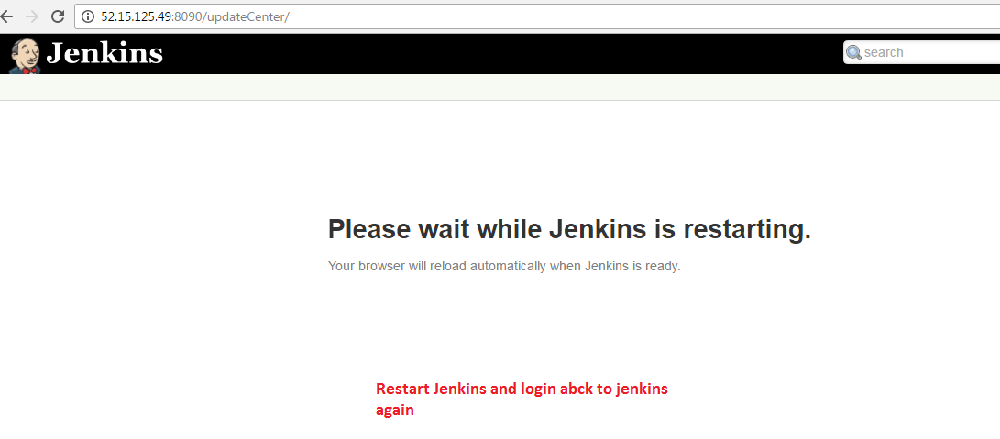 52.15.125.49:8090/updateCenter/
Jenkins
search
Please wait while Jenkins is restarting.
Your browser will reload automatically when Jenkins is ready.
Restart Jenkins and login abck to jenkins
again